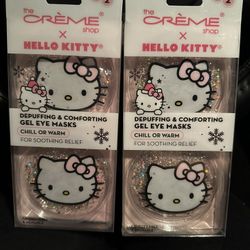 the
CRÈME
shop
×
HELLO KITTY®
DEPUFFING & COMFORTING
GEL EYE MASKS
CHILL OR WARM
FOR SOOTHING RELIEF
the
CRÈME
shop
×
HELLO KITTY®
DEPUFFING & COMFORTING
GEL EYE MASKS
CHILL OR WARM
FOR SOOTHING RELIEF